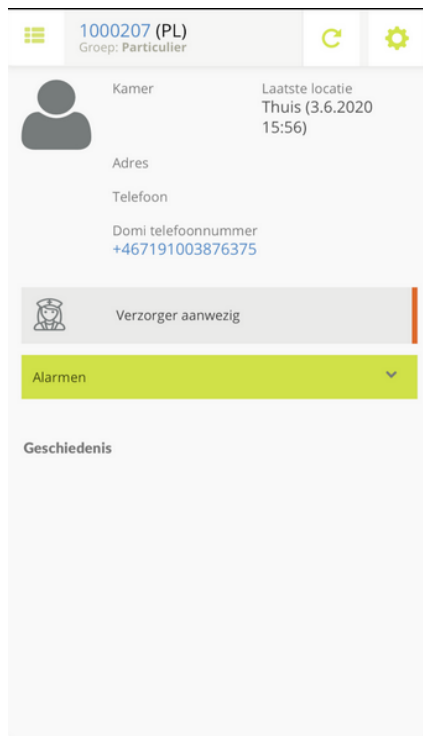 1000207 (PL)
Groep: Particulier
Kamer
Laatste locatie
Thuis (3.6.2020
15:56)
Adres
Telefoon
Domi telefoonnummer
+467191003876375
Verzorger aanwezig
Alarmen
Geschiedenis